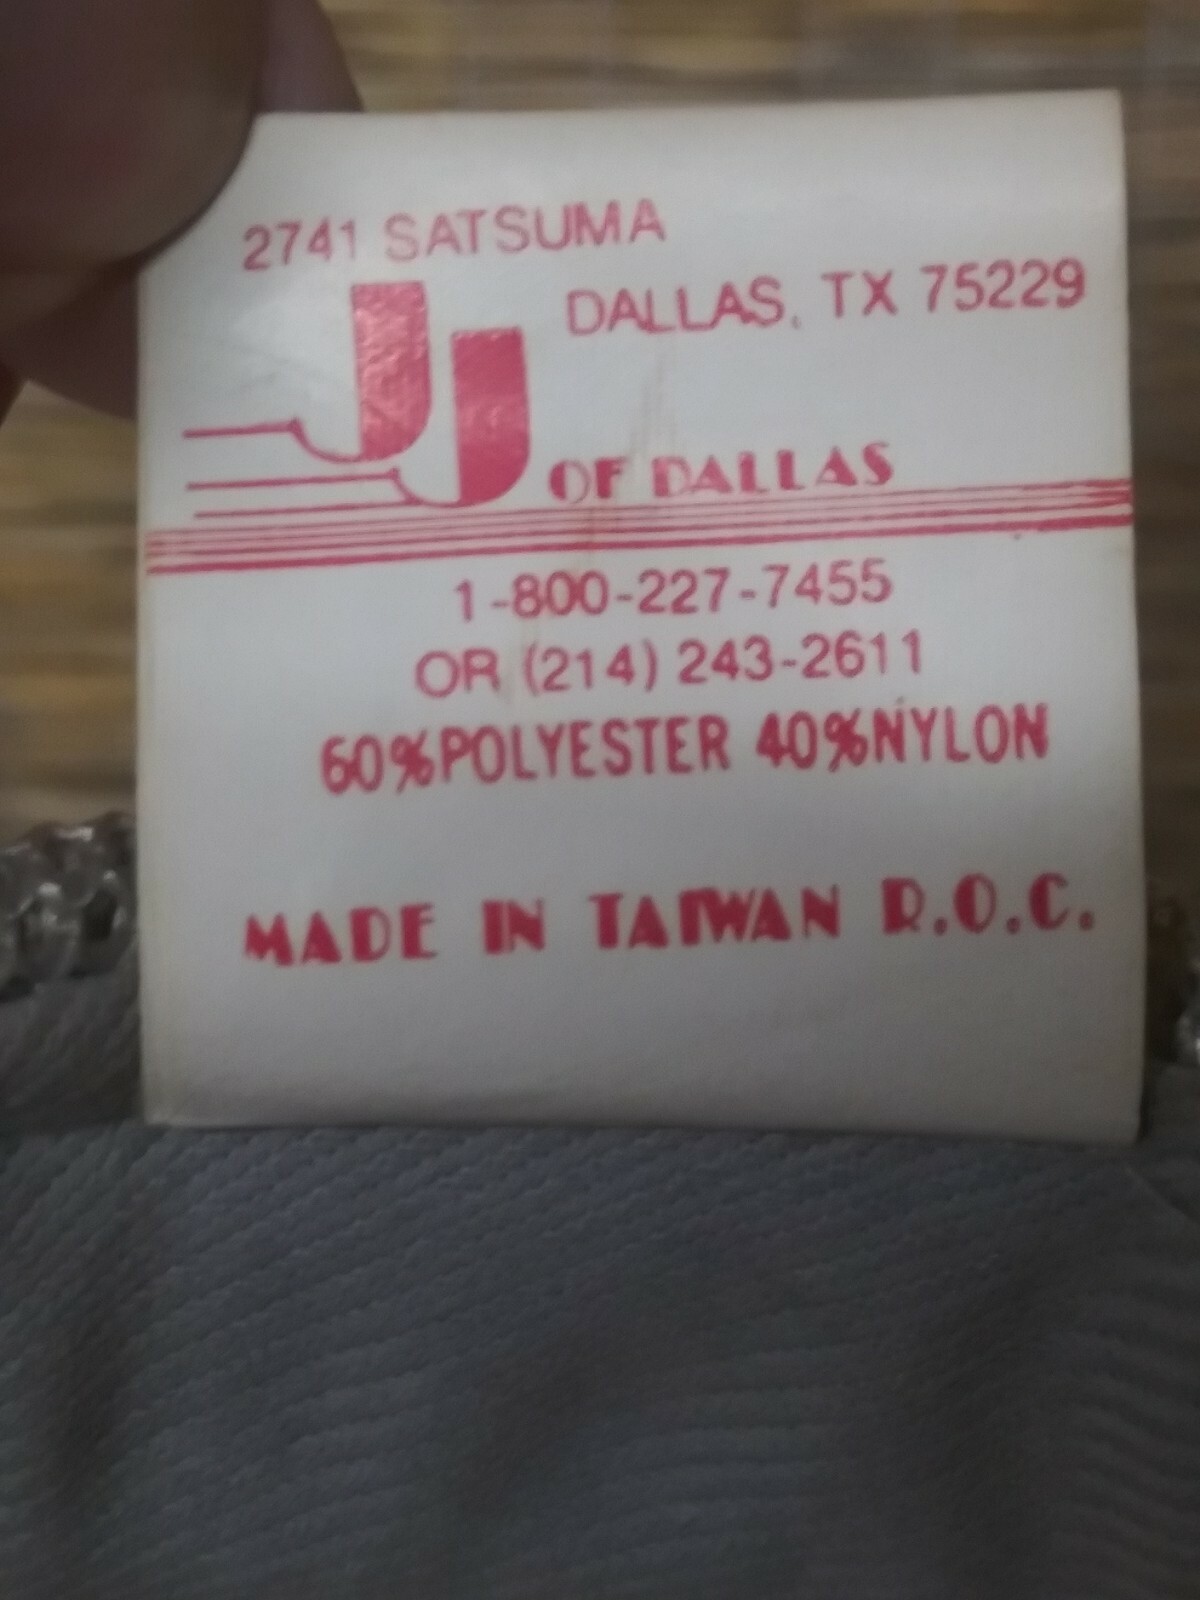 2741 SATSUMA
DALLAS, TX 75229
JJ OF DALLAS
1-800-227-7455
OR (214) 243-2611
60%POLYESTER 40%NYLON
MADE IN TAIWAN R.O.C.